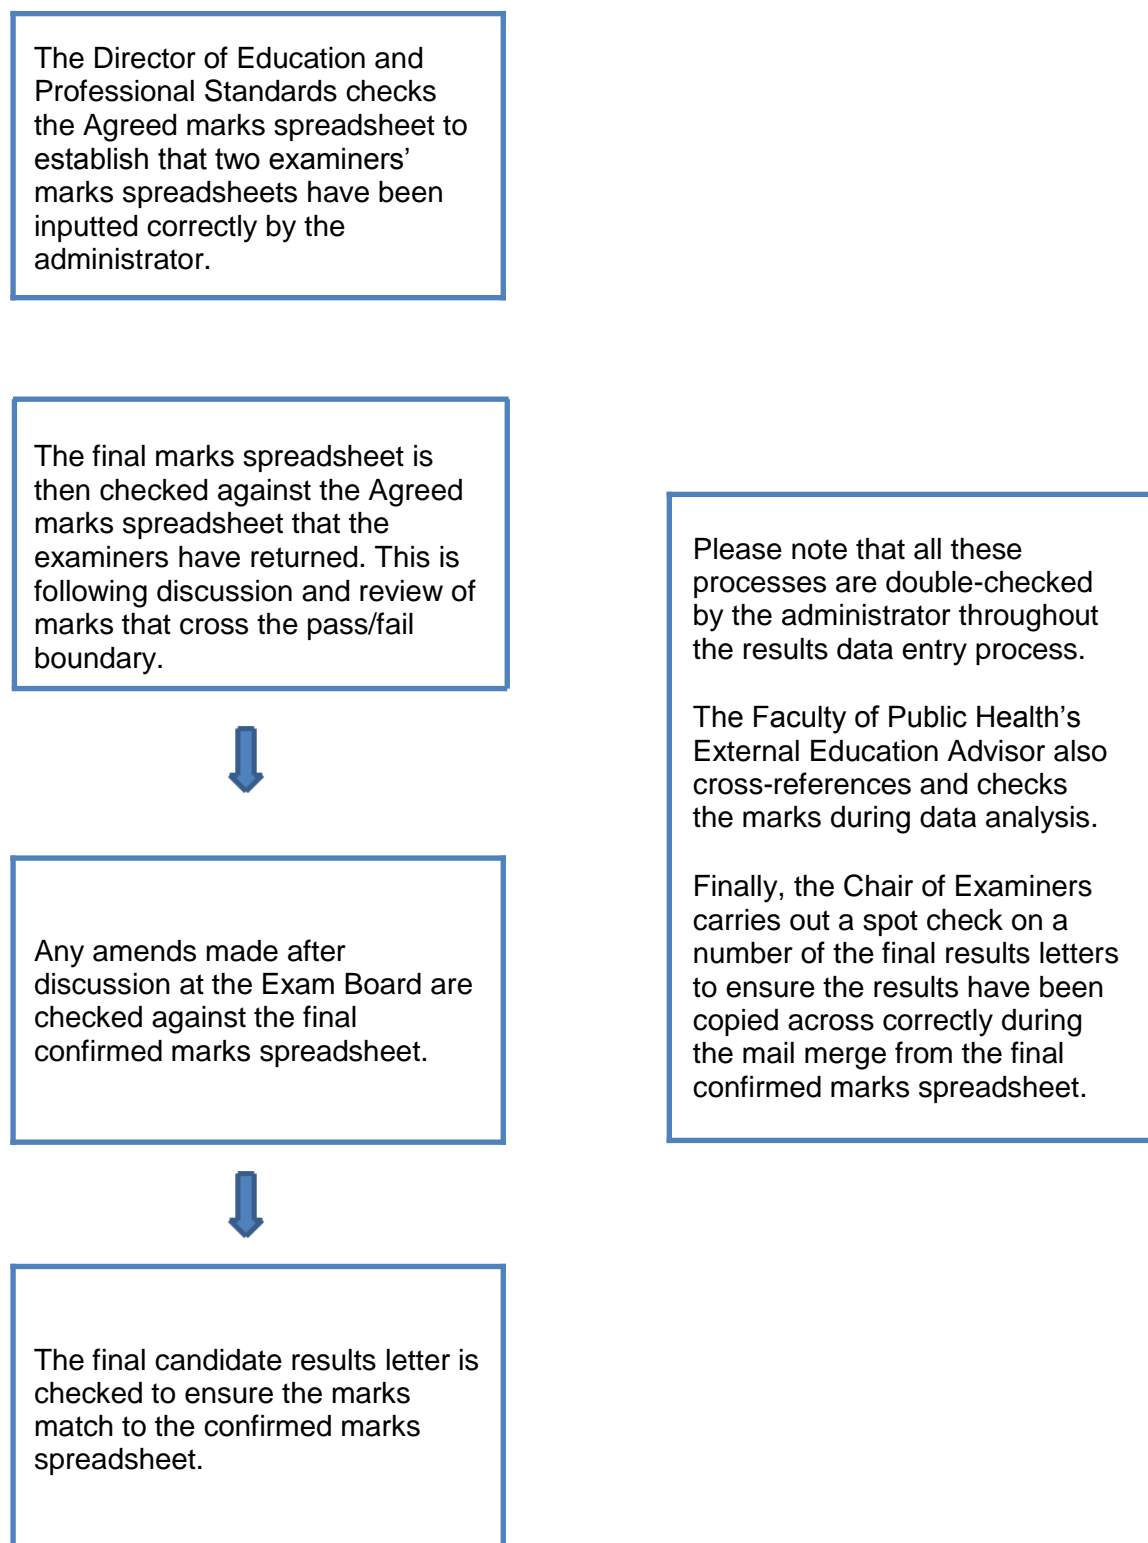 The Director of Education and
Professional Standards checks
the Agreed marks spreadsheet to
establish that two examiners’
marks spreadsheets have been
inputted correctly by the
administrator.
The final marks spreadsheet is
then checked against the Agreed
marks spreadsheet that the
examiners have returned. This is
following discussion and review of
marks that cross the pass/fail
boundary.
Any amends made after
discussion at the Exam Board are
checked against the final
confirmed marks spreadsheet.
The final candidate results letter is
checked to ensure the marks
match to the confirmed marks
spreadsheet.
Please note that all these
processes are double-checked
by the administrator throughout
the results data entry process.
The Faculty of Public Health’s
External Education Advisor also
cross-references and checks
the marks during data analysis.
Finally, the Chair of Examiners
carries out a spot check on a
number of the final results letters
to ensure the results have been
copied across correctly during
the mail merge from the final
confirmed marks spreadsheet.